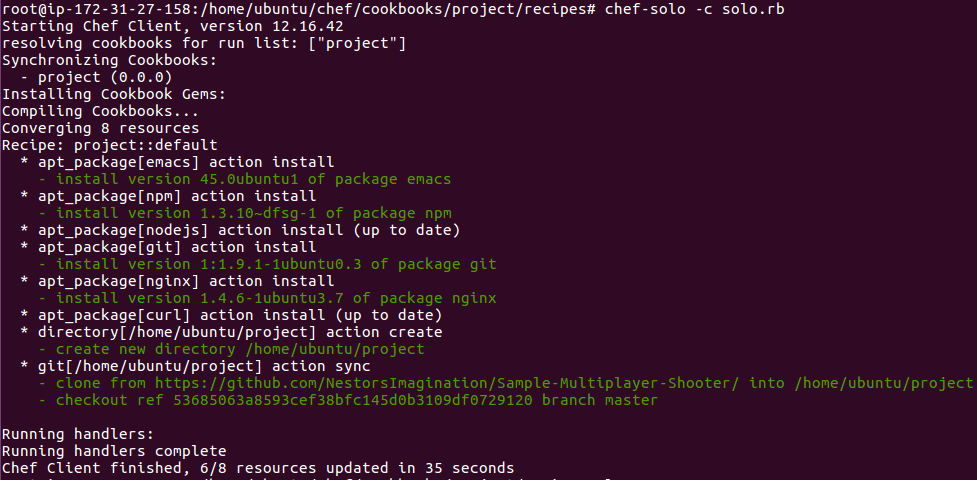 root@ip-172-31-27-158:/home/ubuntu/chef/cookbooks/project/recipes# chef-solo -c solo.rb
Starting Chef Client, version 12.16.42
resolving cookbooks for run list: ["project"]
Synchronizing Cookbooks:
  - project (0.0.0)
Installing Cookbook Gems:
Compiling Cookbooks...
Converging 8 resources
Recipe: project::default
  * apt_package[emacs] action install
    - install version 45.0ubuntu1 of package emacs
  * apt_package[npm] action install
    - install version 1.3.10~dfsg-1 of package npm
  * apt_package[nodejs] action install (up to date)
  * apt_package[git] action install
    - install version 1:1.9.1-1ubuntu0.3 of package git
  * apt_package[nginx] action install
    - install version 1.4.6-1ubuntu3.7 of package nginx
  * apt_package[curl] action install (up to date)
  * directory[/home/ubuntu/project] action create
    - create new directory /home/ubuntu/project
  * git[/home/ubuntu/project] action sync
    - clone from https://github.com/NestorsImagination/Sample-Multiplayer-Shooter/ into /home/ubuntu/project
    - checkout ref 53685063a8593cef38bfc145d0b3109df0729120 branch master

Running handlers:
Running handlers complete
Chef Client finished, 6/8 resources updated in 35 seconds